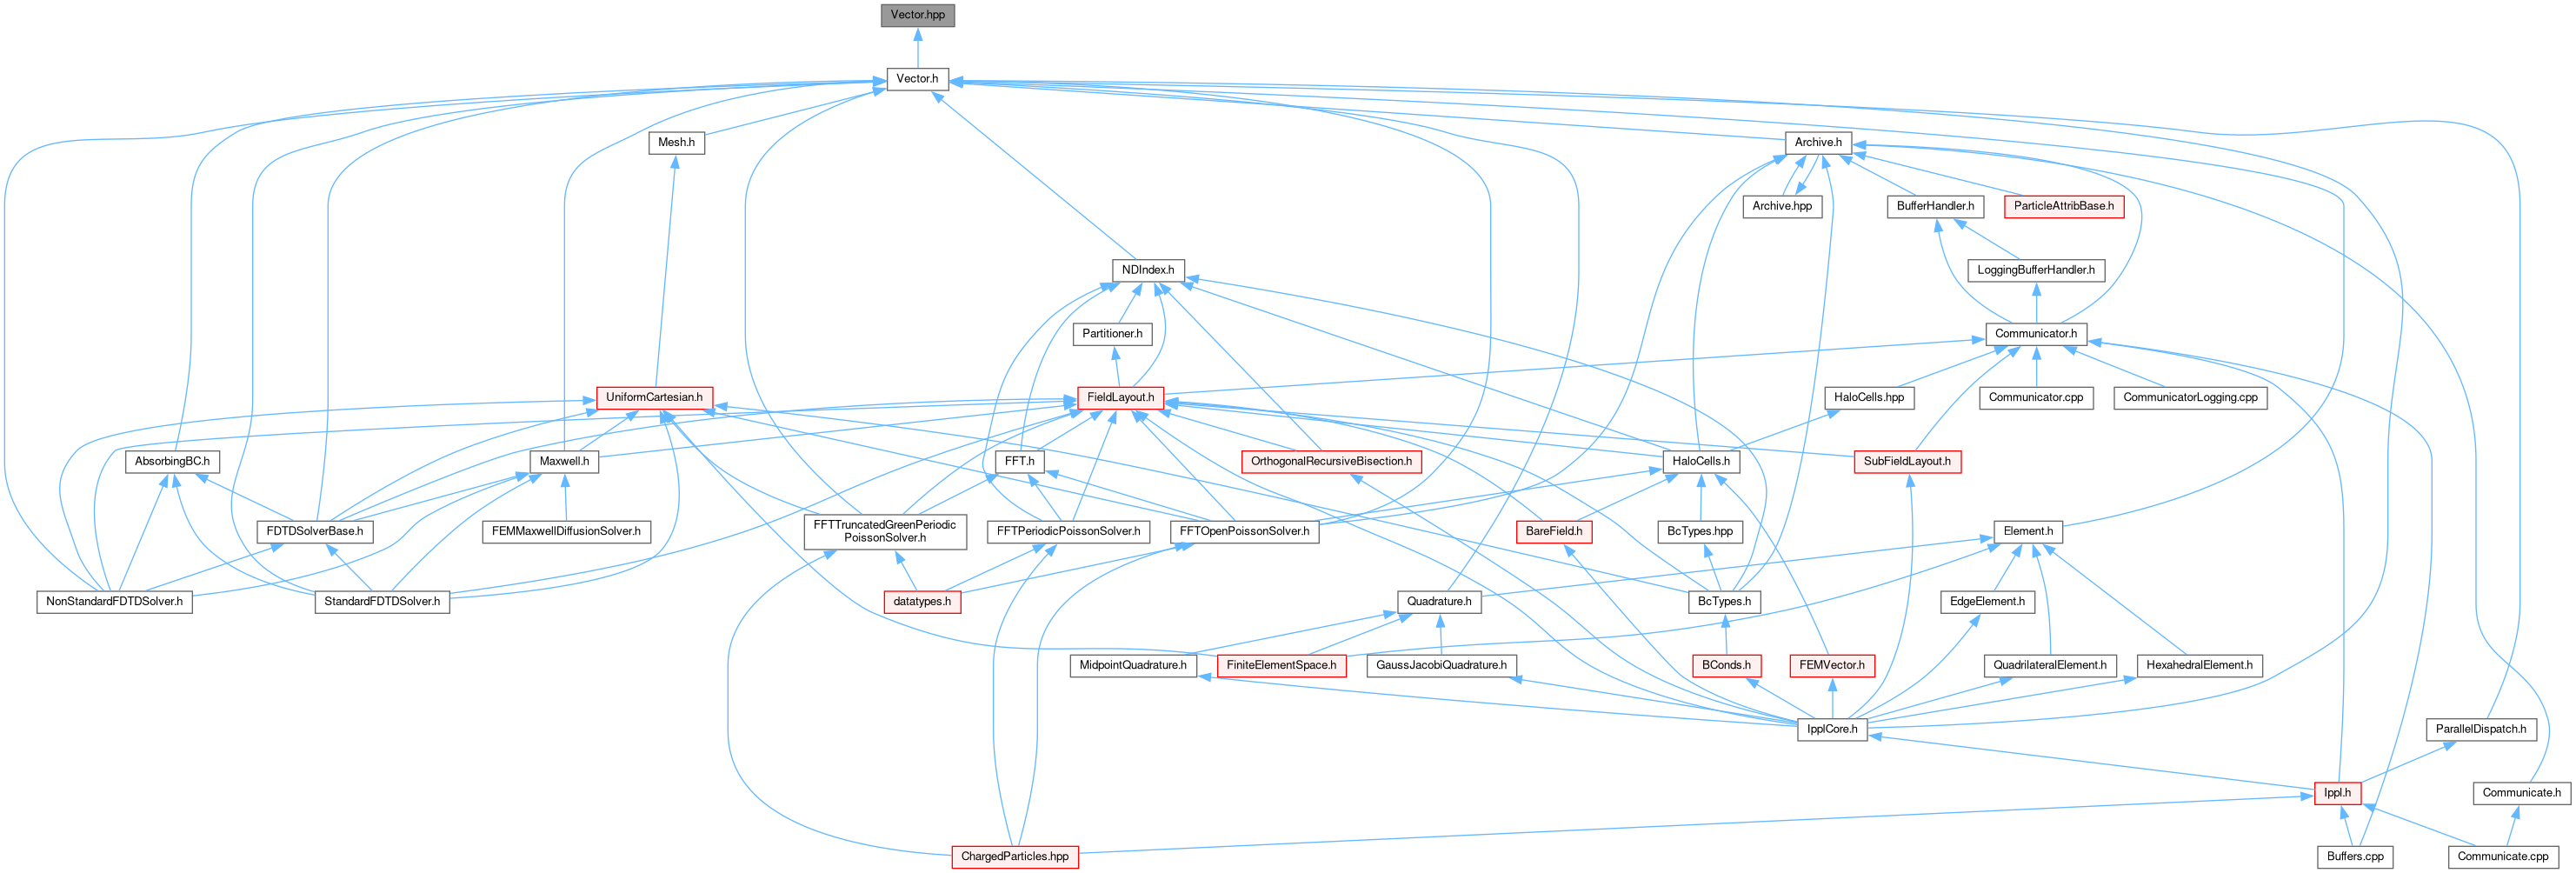 Vector.hpp
Vector.h
Mesh.h
Archive.h
Archive.hpp
BufferHandler.h
ParticleAttribBase.h
NDIndex.h
LoggingBufferHandler.h
Partitioner.h
Communicator.h
UniformCartesian.h
FieldLayout.h
HaloCells.hpp
Communicator.cpp
CommunicatorLogging.cpp
AbsorbingBC.h
Maxwell.h
FFT.h
OrthogonalRecursiveBisection.h
HaloCells.h
SubFieldLayout.h
FDTDSolverBase.h
FEMMaxwellDiffusionSolver.h
FFTTruncatedGreenPeriodic
PoissonSolver.h
FFTPeriodicPoissonSolver.h
FFTOpenPoissonSolver.h
BareField.h
BcTypes.hpp
Element.h
NonStandardFDTDSolver.h
StandardFDTDSolver.h
datatypes.h
Quadrature.h
BcTypes.h
EdgeElement.h
MidpointQuadrature.h
FiniteElementSpace.h
GaussJacobiQuadrature.h
BConds.h
FEMVector.h
QuadrilateralElement.h
HexahedralElement.h
IpplCore.h
ParallelDispatch.h
Ippl.h
Communicate.h
ChargedParticles.hpp
Buffers.cpp
Communicate.cpp